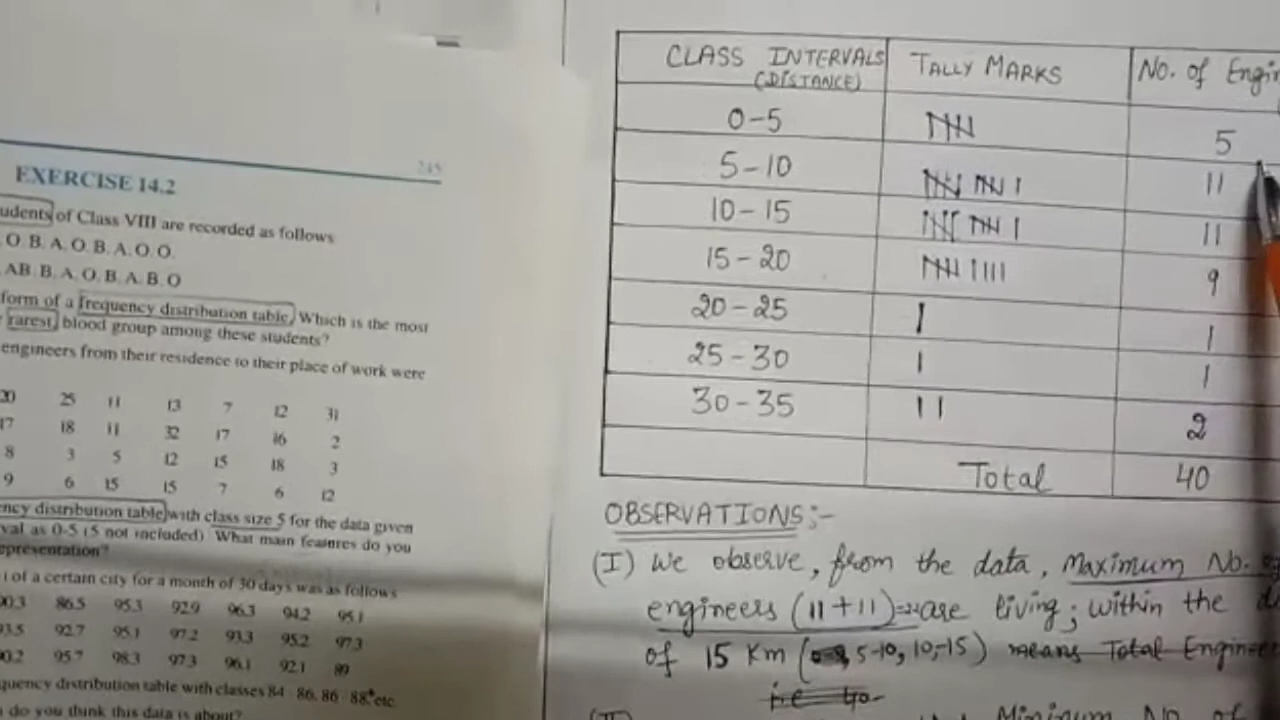 245
EXERCISE 14.2
udents of Class VIII are recorded as follows
O. B. A. O. B. A. O. O.
AB. B. A. O. B. A. B. O
form of a frequency distribution table. Which is the most
rarest, blood group among these students?
engineers from their residence to their place of work were
20 25 11 13 7 12 31
17 18 11 32 17 16 2
8 3 5 12 15 18 3
9 6 15 15 7 6 12
ency distribution table with class size 5 for the data given
val as 0-5 (5 not included) What main features do you
epresentation?
of a certain city for a month of 30 days was as follows
90.3 86.5 95.3 92.9 96.3 94.2 95.1
93.5 92.7 95.1 97.2 93.3 95.2 97.3
90.2 95.7 98.3 97.3 96.1 92.1 89
quency distribution table with classes 84 - 86, 86 - 88 etc.
do you think this data is about?
CLASS INTERVALS (DISTANCE) TALLY MARKS No. of Engin
0-5 5
5-10 11
10-15 11
15-20 9
20-25 1
25-30 1
30-35 2
Total 40
OBSERVATIONS:-
(I) We observe, from the data, Maximum No.
engineers (11+11)=22 are living; within the
of 15 Km (5-10, 10-15) means Total Enginee
i.e 40
(II) Minimum No. of